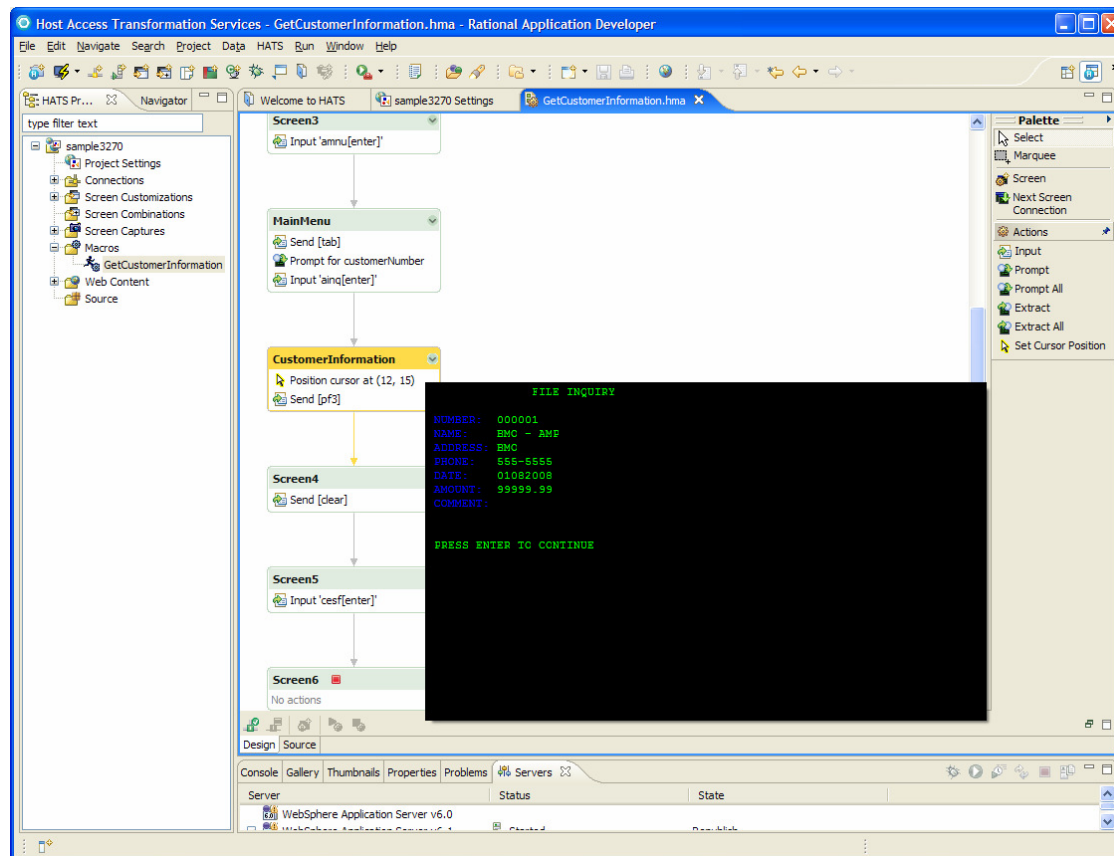 Host Access Transformation Services - GetCustomerInformation.hma - Rational Application Developer
File Edit Navigate Search Project Data HATS Run Window Help
HATS Pr... Navigator
Welcome to HATS sample3270 Settings GetCustomerInformation.hma
type filter text
sample3270
Project Settings
Connections
Screen Customizations
Screen Combinations
Screen Captures
Macros
GetCustomerInformation
Web Content
Source
Screen3
Input 'amnu[enter]'
MainMenu
Send [tab]
Prompt for customerNumber
Input 'ainq[enter]'
CustomerInformation
Position cursor at (12, 15)
Send [pf3]
Screen4
Send [clear]
Screen5
Input 'cesf[enter]'
Screen6
No actions
FILE INQUIRY
NUMBER: 000001
NAME: BMC - AMP
ADDRESS: BMC
PHONE: 555-5555
DATE: 01082008
AMOUNT: 99999.99
COMMENT:
PRESS ENTER TO CONTINUE
Palette
Select
Marquee
Screen
Next Screen
Connection
Actions
Input
Prompt
Prompt All
Extract
Extract All
Set Cursor Position
Design Source
Console Gallery Thumbnails Properties Problems Servers
Server Status State
WebSphere Application Server v6.0
WebSphere Application Server v6.1 Started Republish